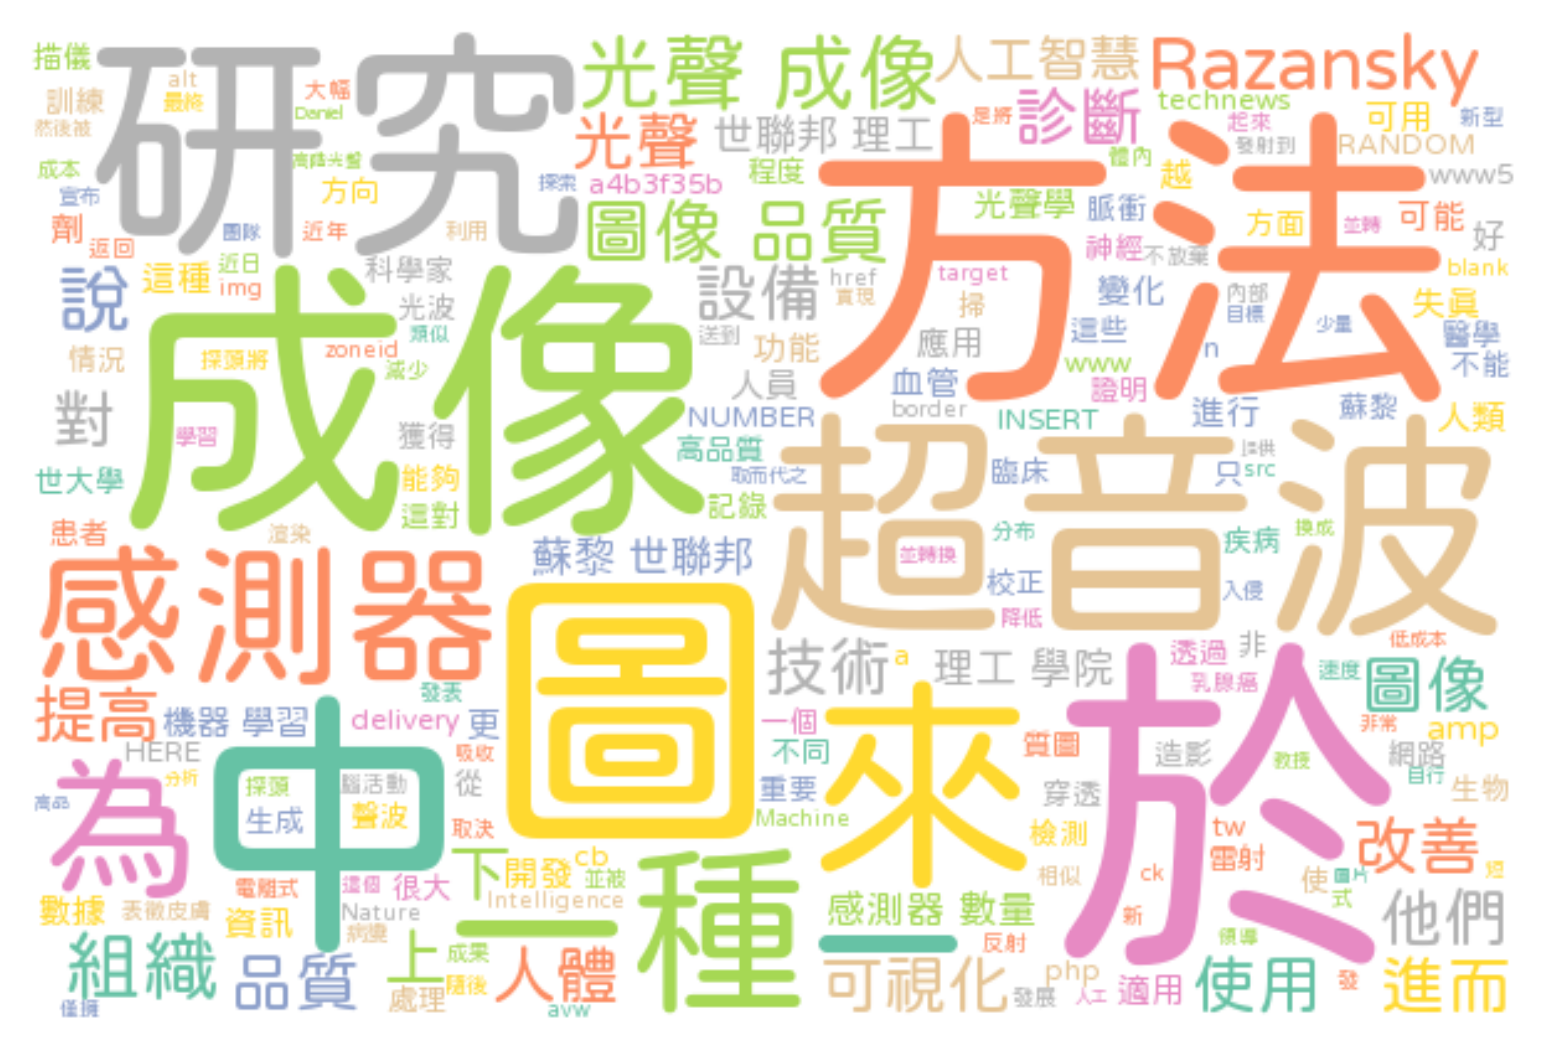 描儀
研究
光聲 成像
人工智慧
Razansky
alt
大幅
訓練
最終
Daniel
診斷
technews
可用
新型
然後被
光聲
世聯邦 理工
是將
起來
方法
發射到
RANDOM
成本
程度
體內
越
www5
宣布
方向
探索
a4b3f35b
光聲學
脈衝
方面
並轉
可能
劑
團隊
近年
利用
圖像 品質
神經
不放棄
好
返回
說
這種
近日
img
科學家
設備
href
target
實現
變化
內部
blank
成像
光波
掃
目標
失真
類似
送到
功能
應用
這些
少量
醫學
情況
探頭將
zoneid
減少
人員
血管
www
n
不能
證明
對
NUMBER
border
INSERT
進行
蘇黎
人類
學習
獲得
高品質
超音波
提供
世大學
能夠
取而代之
臨床
只
src
這對
記錄
患者
渲染
蘇黎 世聯邦
並轉換
分布
疾病
換成
感測器
圖
校正
入侵
降低
技術
a
理工 學院
透過
非
低成本
乳腺癌
速度
圖像
提高
機器 學習
發表
delivery
更
一個
來
於
質圖
非常
amp
HERE
中
吸收
不同
造影
網路
為
分析
探頭
腦活動
從
重要
穿透
教授
自行
生物
高品
生成
聲波
取決
Machine
檢測
tw
雷射
改善
下
開發
cb
種
電離式
這個
很大
並被
相似
ck
使
圖片
短
數據
表徵皮膚
資訊
Nature
Intelligence
一
感測器 數量
新
式
他們
病變
組織
品質
上
成果
人體
一
反射
領導
隨後
可視化
php
適用
使用
發
進而
僅擁
處理
avw
發展
人工